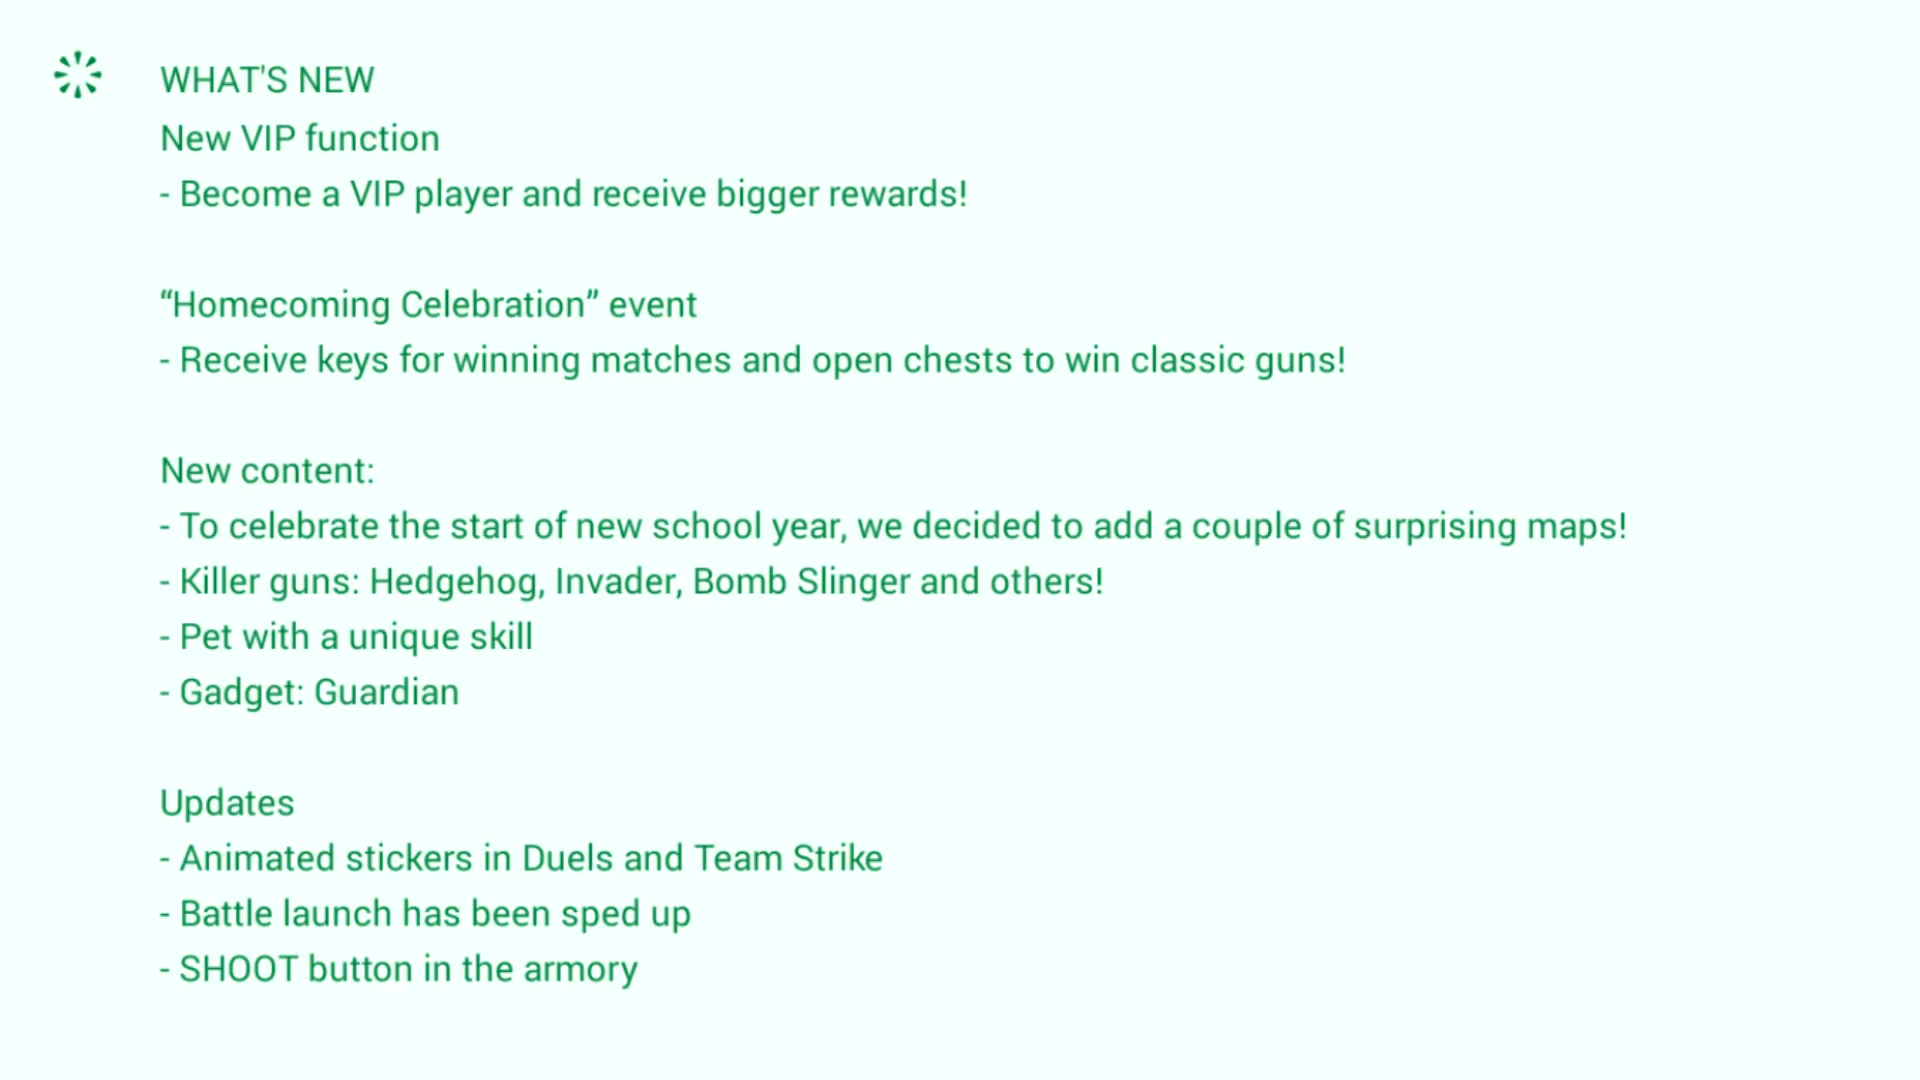 WHAT'S NEW
New VIP function
- Become a VIP player and receive bigger rewards!
“Homecoming Celebration” event
- Receive keys for winning matches and open chests to win classic guns!
New content:
- To celebrate the start of new school year, we decided to add a couple of surprising maps!
- Killer guns: Hedgehog, Invader, Bomb Slinger and others!
- Pet with a unique skill
- Gadget: Guardian
Updates
- Animated stickers in Duels and Team Strike
- Battle launch has been sped up
- SHOOT button in the armory